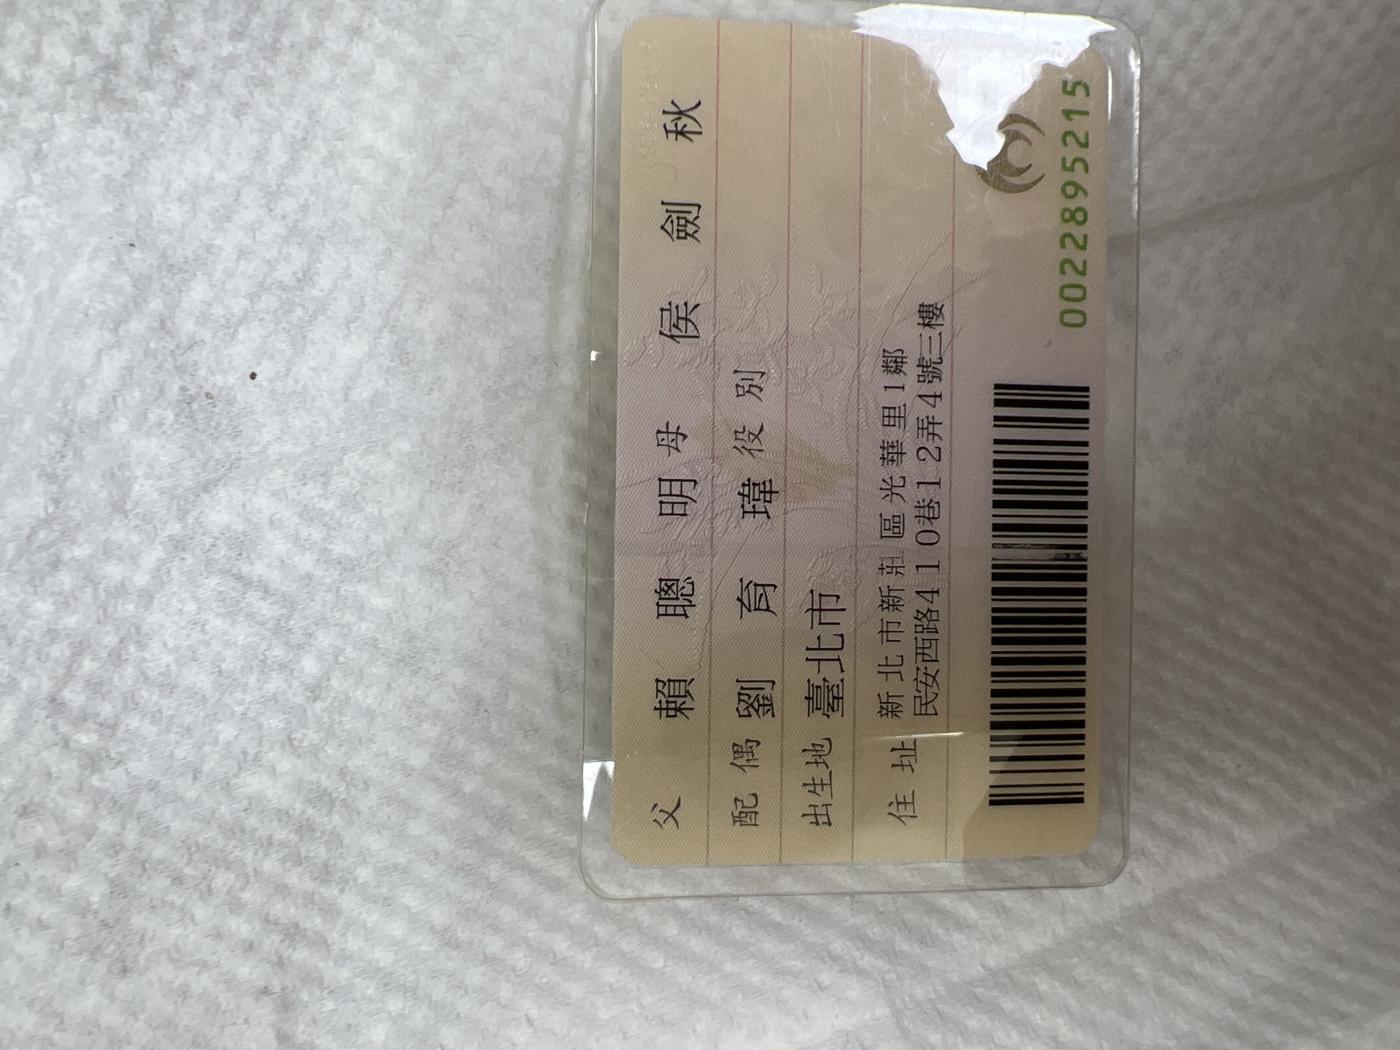 父 賴聰明 母 侯劍秋
配偶 劉育瑋 役別
出生地 臺北市
住址 新北市新莊區光華里1鄰
民安西路410巷12弄4號三樓
0022895215